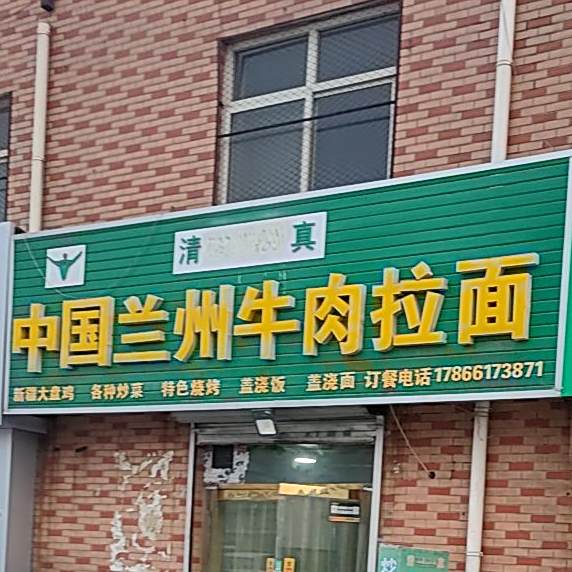 清 真
中国兰州牛肉拉面
新疆大盘鸡 各种炒菜 特色烧烤 盖浇饭 盖浇面 订餐电话17866173871
炒